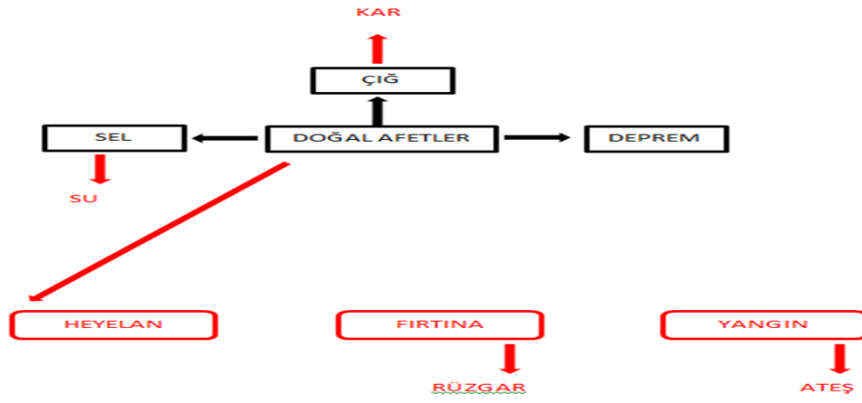 KAR
ÇIĞ
SEL
DOĞAL AFETLER
DEPREM
SU
HEYELAN
FIRTINA
YANGIN
RÜZGAR
ATEŞ